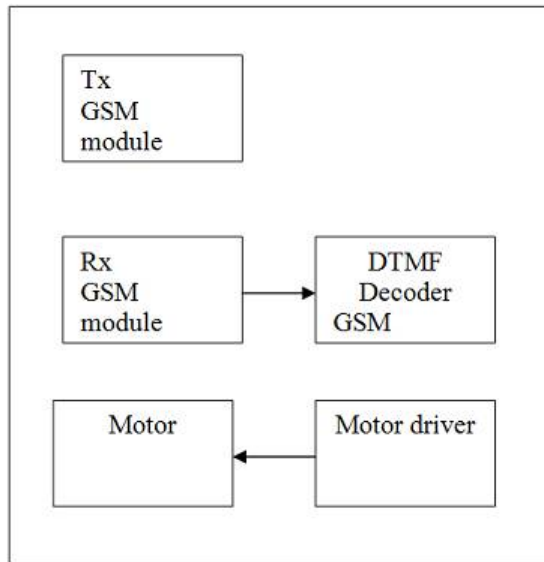 Tx
GSM
module
Rx
GSM
module
DTMF
Decoder
GSM
Motor
Motor driver